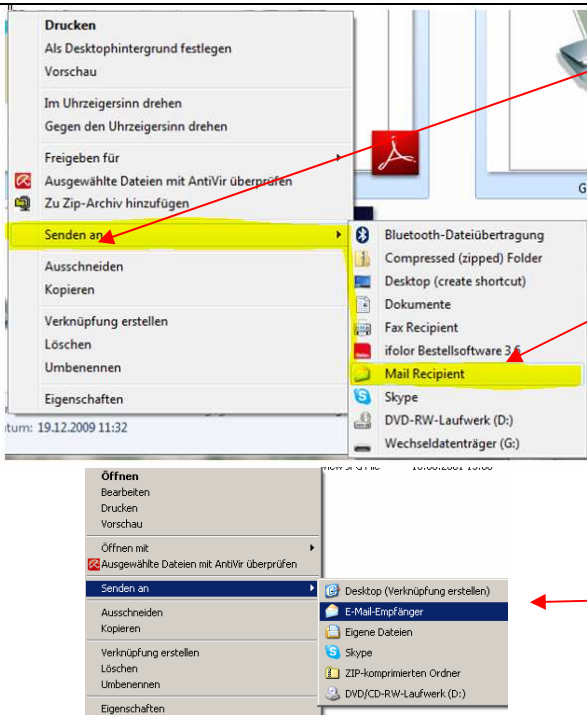 Drucken
Als Desktophintergrund festlegen
Vorschau
Im Uhrzeigersinn drehen
Gegen den Uhrzeigersinn drehen
Freigeben für
Ausgewählte Dateien mit AntiVir überprüfen
Zu Zip-Archiv hinzufügen
Senden an
Ausschneiden
Kopieren
Verknüpfung erstellen
Löschen
Umbenennen
Eigenschaften
tum: 19.12.2009 11:32
G
Bluetooth-Dateiübertragung
Compressed (zipped) Folder
Desktop (create shortcut)
Dokumente
Fax Recipient
ifolor Bestellsoftware 3.6
Mail Recipient
Skype
DVD-RW-Laufwerk (D:)
Wechseldatenträger (G:)
Öffnen
Bearbeiten
Drucken
Vorschau
Öffnen mit
Ausgewählte Dateien mit AntiVir überprüfen
Senden an
Ausschneiden
Kopieren
Verknüpfung erstellen
Löschen
Umbenennen
Eigenschaften
Desktop (Verknüpfung erstellen)
E-Mail-Empfänger
Eigene Dateien
Skype
ZIP-komprimierten Ordner
DVD/CD-RW-Laufwerk (D:)